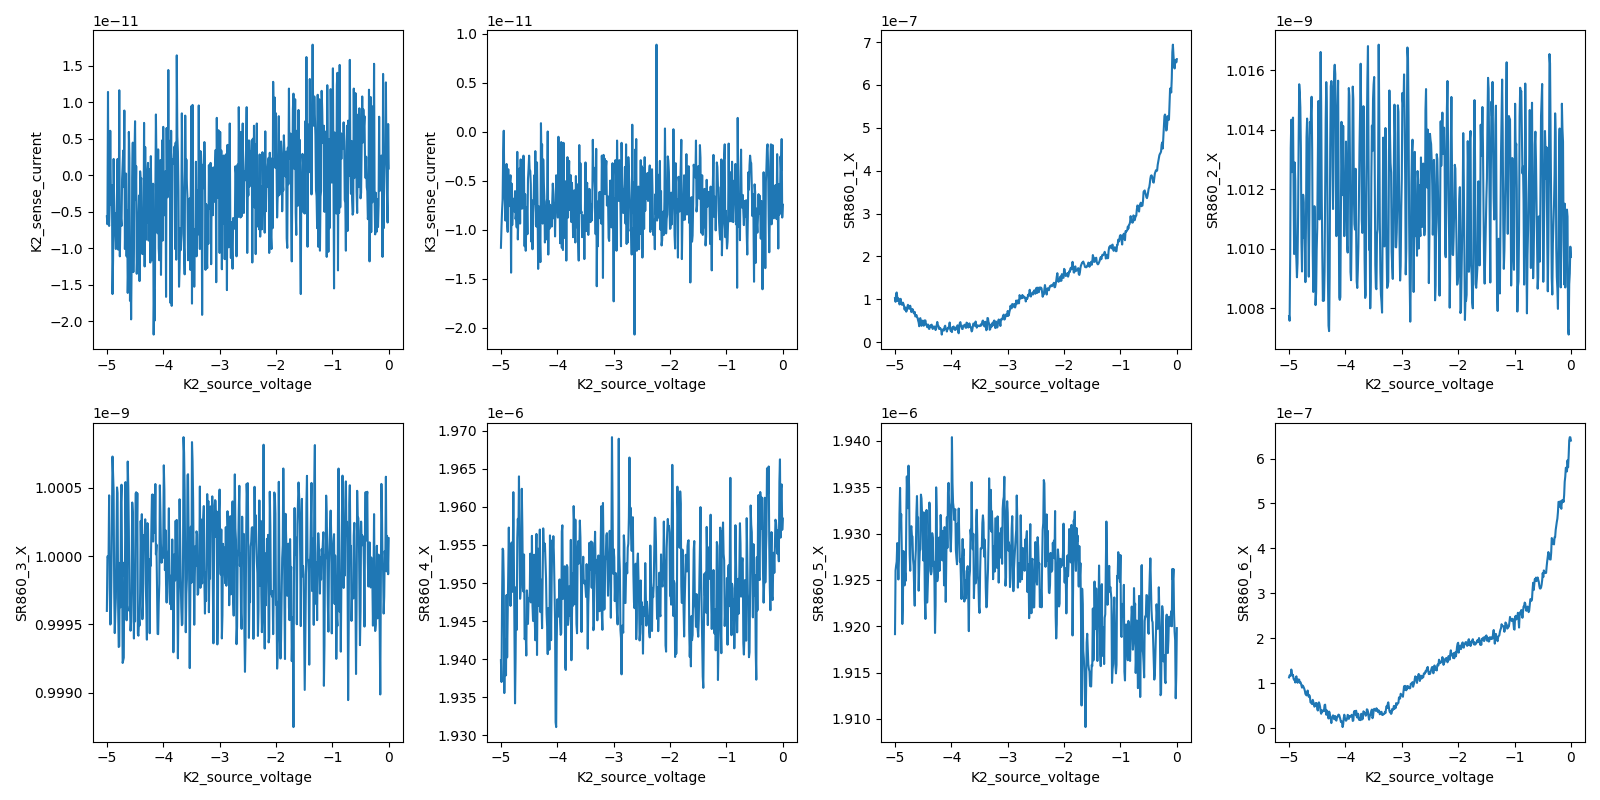 1e−11
K2_sense_current
1.5
1.0
0.5
0.0
−0.5
−1.0
−1.5
−2.0
−5 −4 −3 −2 −1 0
K2_source_voltage
1e−11
K3_sense_current
1.0
0.5
0.0
−0.5
−1.0
−1.5
−2.0
−5 −4 −3 −2 −1 0
K2_source_voltage
1e−7
SR860_1_X
7
6
5
4
3
2
1
0
−5 −4 −3 −2 −1 0
K2_source_voltage
1e−9
SR860_2_X
1.016
1.014
1.012
1.010
1.008
−5 −4 −3 −2 −1 0
K2_source_voltage
1e−9
SR860_3_X
1.0005
1.0000
0.9995
0.9990
−5 −4 −3 −2 −1 0
K2_source_voltage
1e−6
SR860_4_X
1.970
1.965
1.960
1.955
1.950
1.945
1.940
1.935
1.930
−5 −4 −3 −2 −1 0
K2_source_voltage
1e−6
SR860_5_X
1.940
1.935
1.930
1.925
1.920
1.915
1.910
−5 −4 −3 −2 −1 0
K2_source_voltage
1e−7
SR860_6_X
6
5
4
3
2
1
0
−5 −4 −3 −2 −1 0
K2_source_voltage